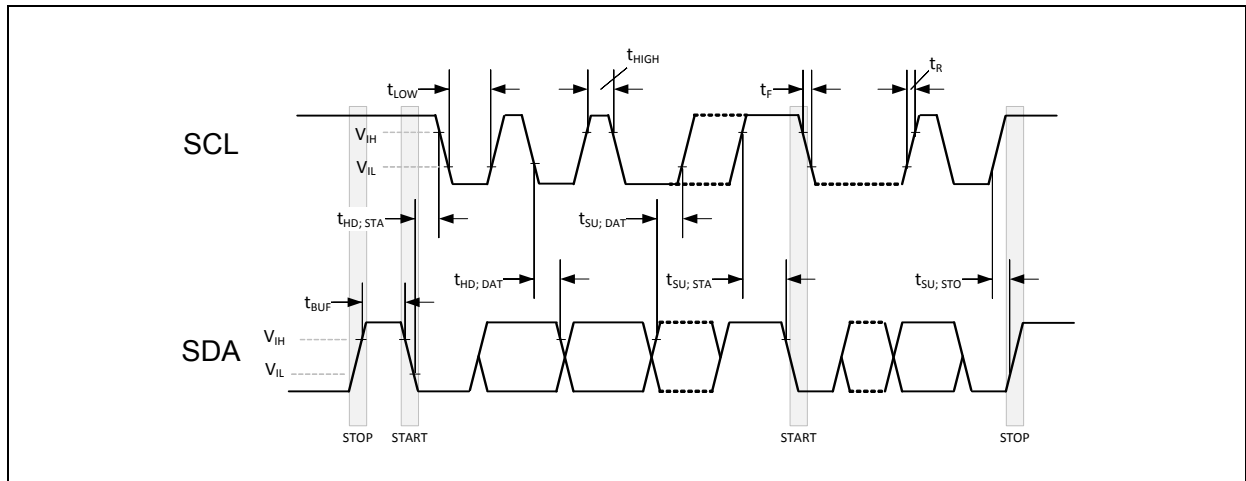 tHIGH
tR
tLOW
tF
SCL
VIH
VIL
tHD; STA
tSU; DAT
tHD; DAT
tSU; STA
tSU; STO
tBUF
VIH
SDA
VIL
STOP
START
START
STOP